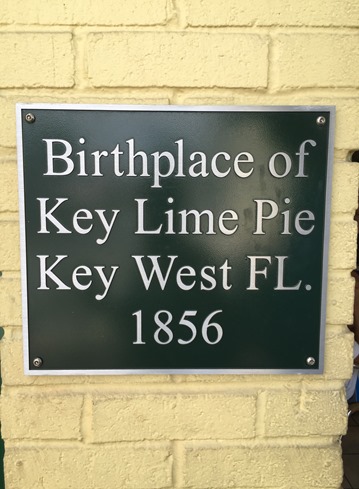 Birthplace of
Key Lime Pie
Key West FL.
1856